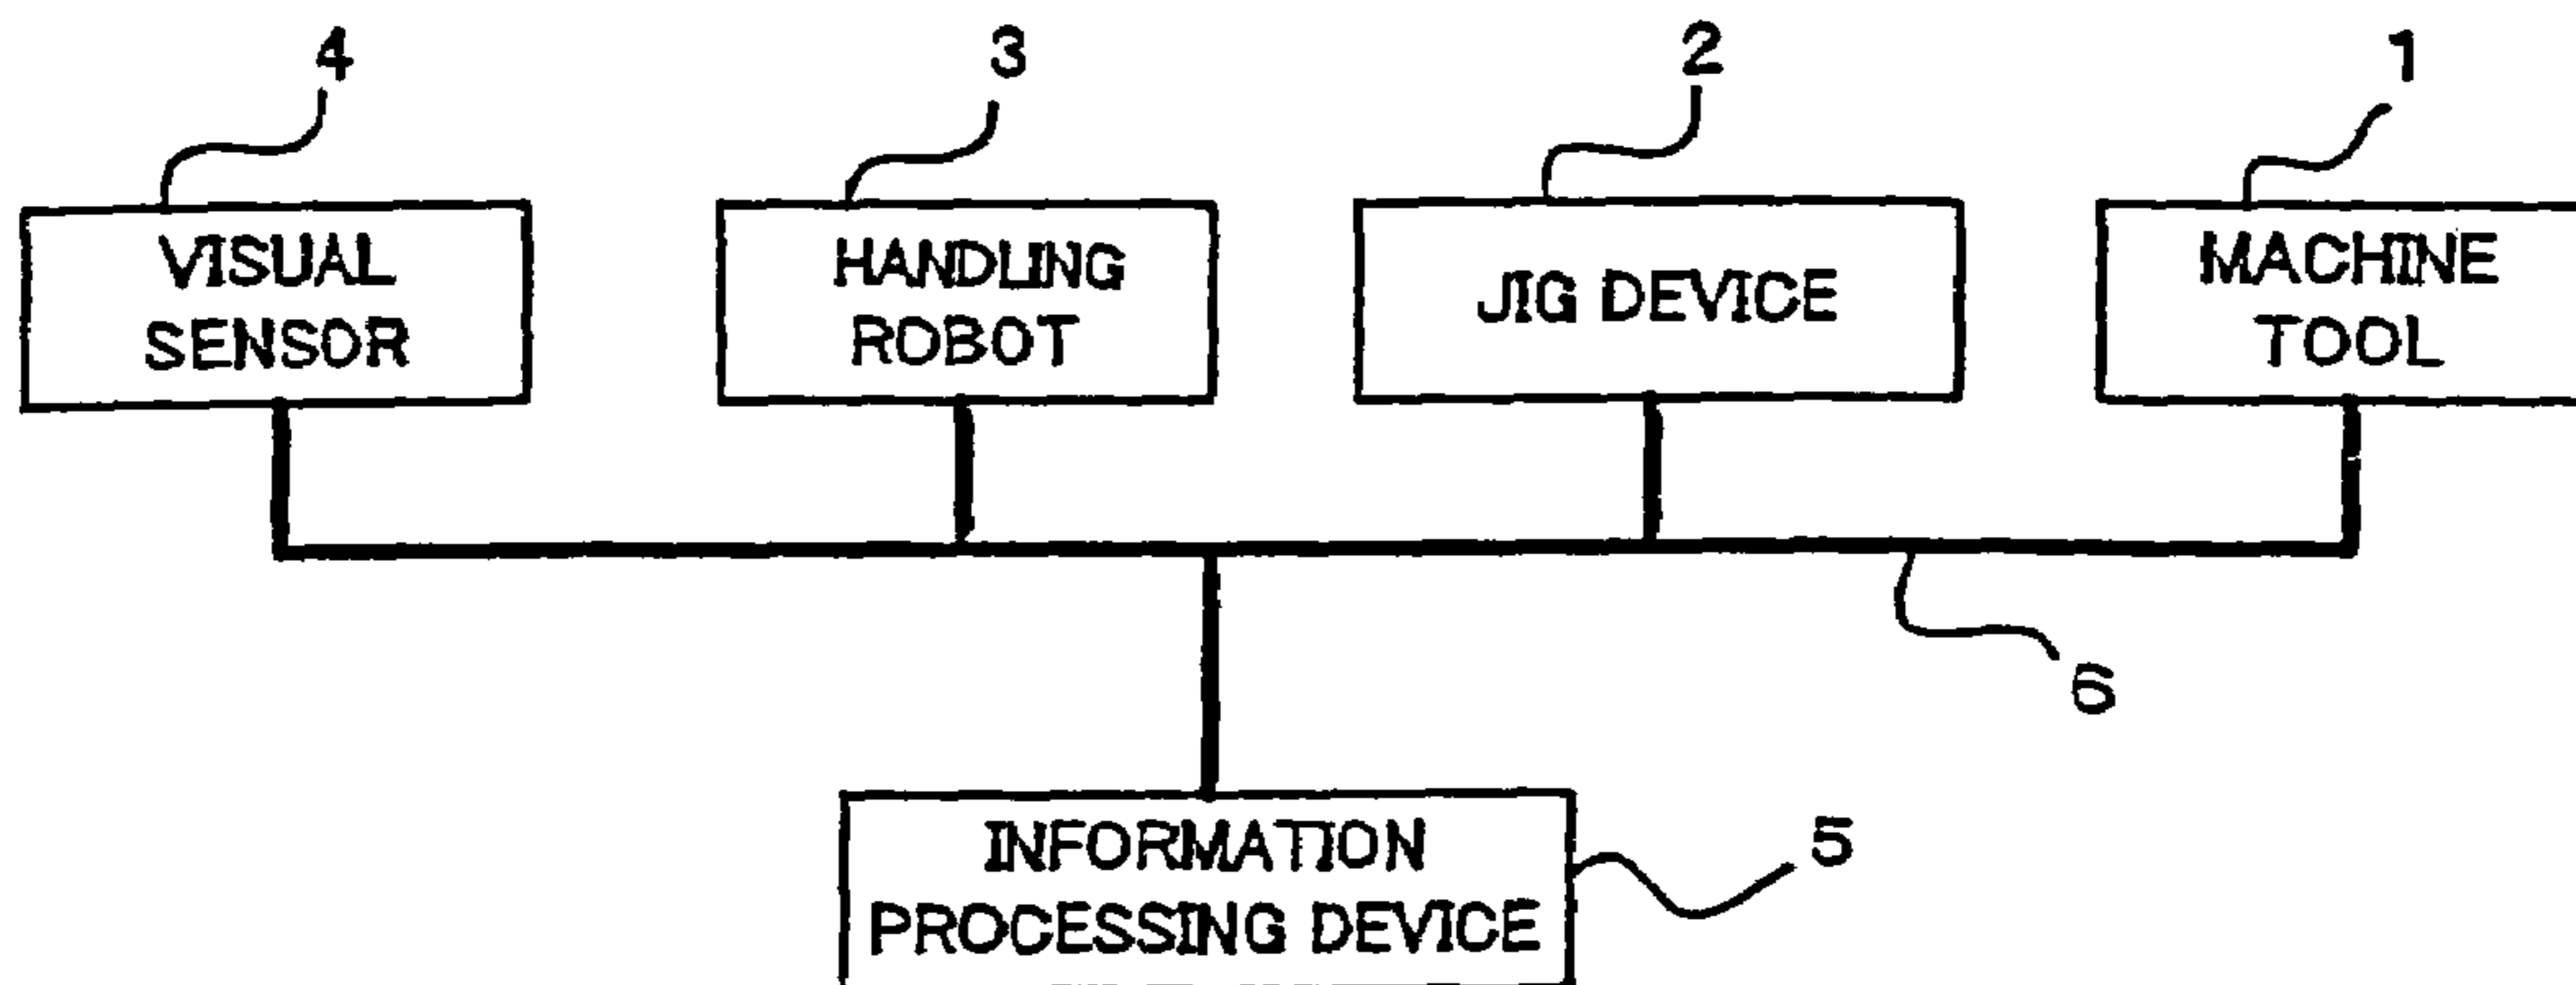 4
3
2
1
VISUAL
SENSOR
HANDLING
ROBOT
JIG DEVICE
MACHINE
TOOL
6
INFORMATION
PROCESSING DEVICE
5